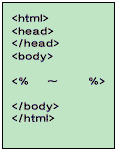 <html>
<head>
</head>
<body>
<% ～ %>
</body>
</html>